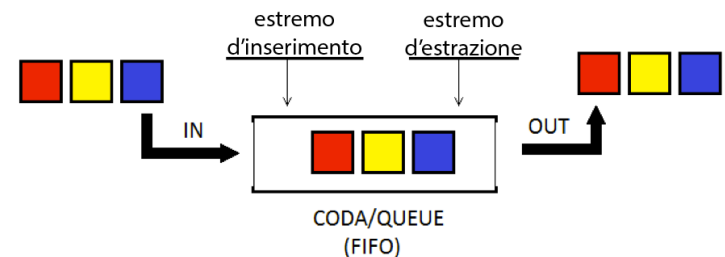 estremo
d'inserimento
estremo
d'estrazione
IN
OUT
CODA/QUEUE
(FIFO)